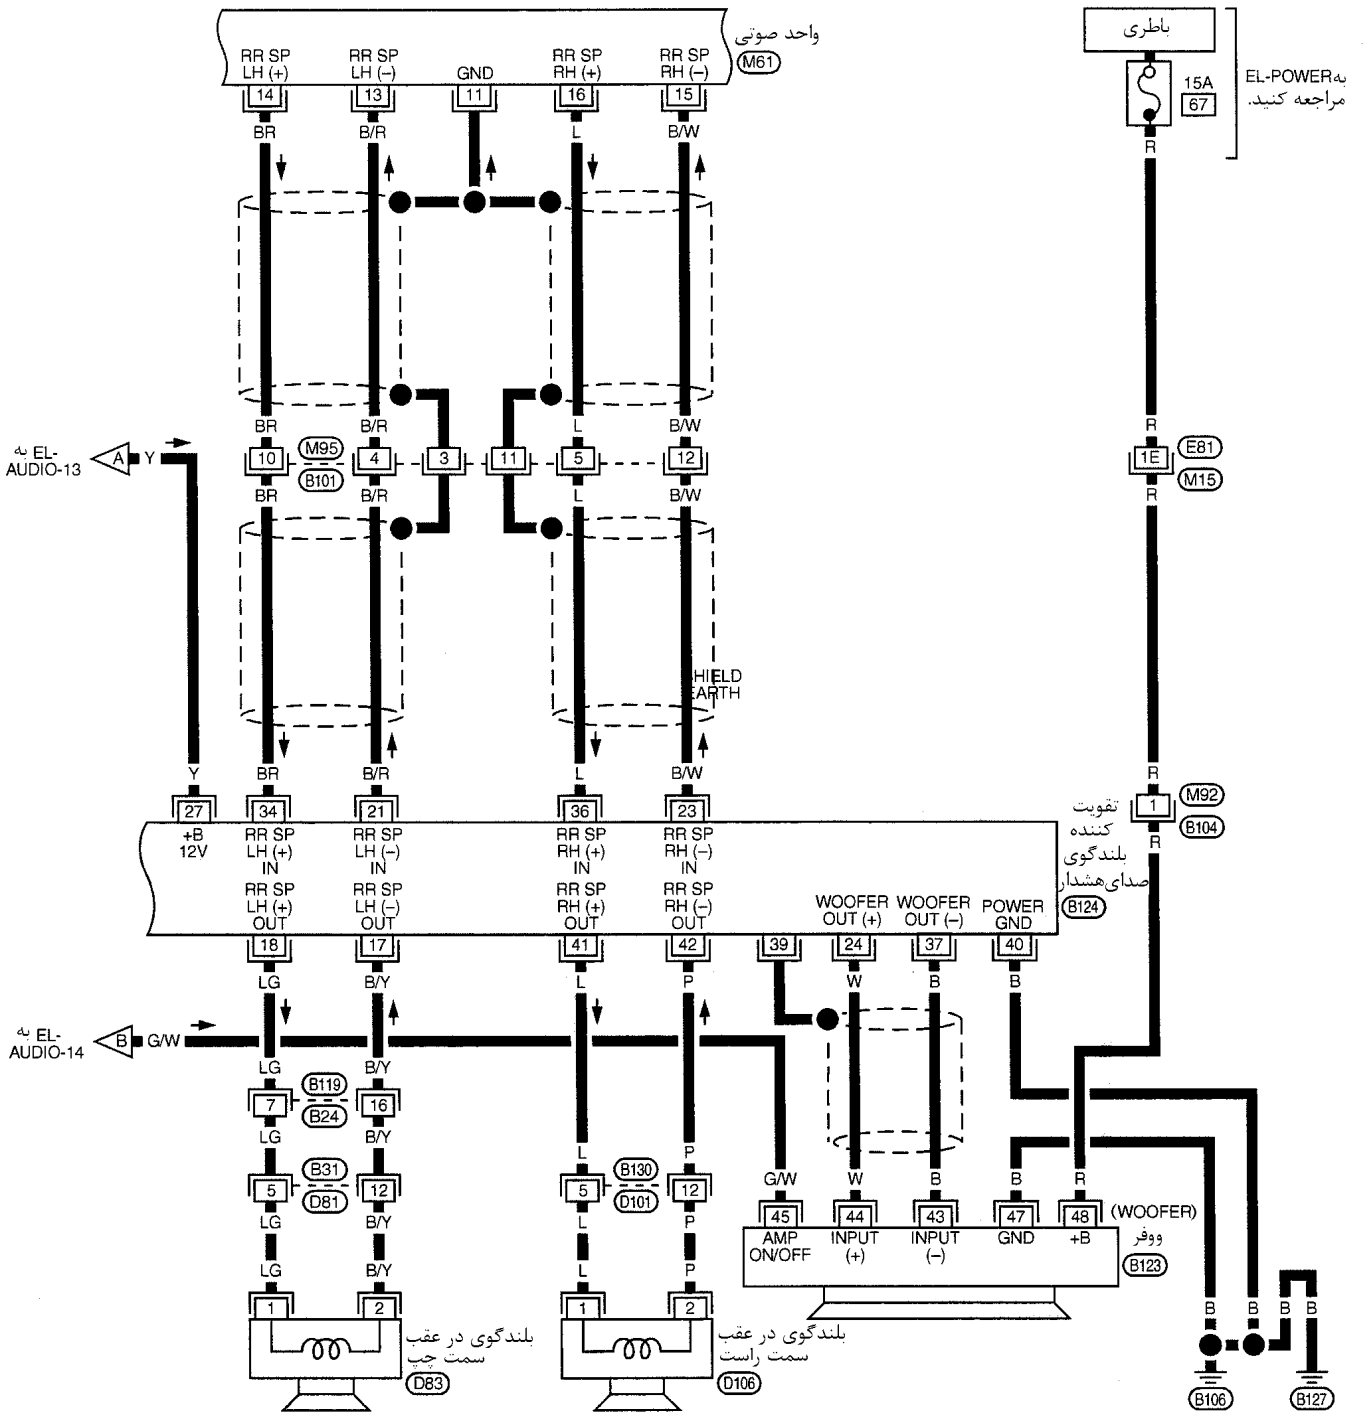 واحد صوتی
M61
RR SP
LH (+)
RR SP
LH (–)
GND
RR SP
RH (+)
RR SP
RH (–)
14
13
11
16
15
BR
B/R
L
B/W
باطری
15A
67
به EL-POWER
مراجعه کنید.
R
BR
B/R
L
B/W
R
به EL-
AUDIO-13
A
Y
10
M95
B101
4
3
11
5
12
1E
E81
M15
BR
B/R
L
B/W
R
HIELD
EARTH
Y
BR
B/R
L
B/W
R
27
34
21
36
23
1
M92
B104
R
+B
12V
RR SP
LH (+)
IN
RR SP
LH (–)
IN
RR SP
RH (+)
IN
RR SP
RH (–)
IN
تقویت
کننده
بلندگوی
صدای هشدار
B124
RR SP
LH (+)
OUT
RR SP
LH (–)
OUT
RR SP
RH (+)
OUT
RR SP
RH (–)
OUT
WOOFER
OUT (+)
WOOFER
OUT (–)
POWER
GND
18
17
41
42
39
24
37
40
LG
B/Y
L
P
W
B
B
به EL-
AUDIO-14
B
G/W
LG
B/Y
7
B119
B24
16
LG
B/Y
L
P
5
B31
D81
12
5
B130
D101
12
LG
B/Y
L
P
G/W
W
B
B
R
45
44
43
47
48
AMP
ON/OFF
INPUT
(+)
INPUT
(–)
GND
+B
(WOOFER)
ووفر
B123
LG
B/Y
L
P
1
2
1
2
بلندگوی در عقب
سمت چپ
D83
بلندگوی در عقب
سمت راست
D106
B
B
B
B
B106
B127